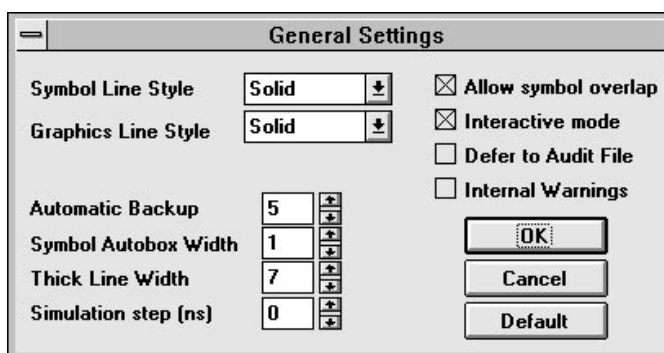 General Settings
Symbol Line Style Solid
Graphics Line Style Solid
Automatic Backup 5
Symbol Autobox Width 1
Thick Line Width 7
Simulation step (ns) 0
Allow symbol overlap
Interactive mode
Defer to Audit File
Internal Warnings
OK
Cancel
Default